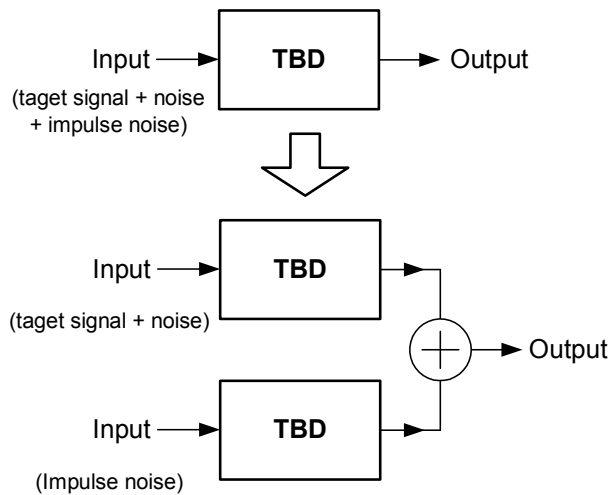 Input TBD Output
(taget signal + noise
+ impulse noise)
Input TBD
(taget signal + noise)
Output
Input TBD
(Impulse noise)